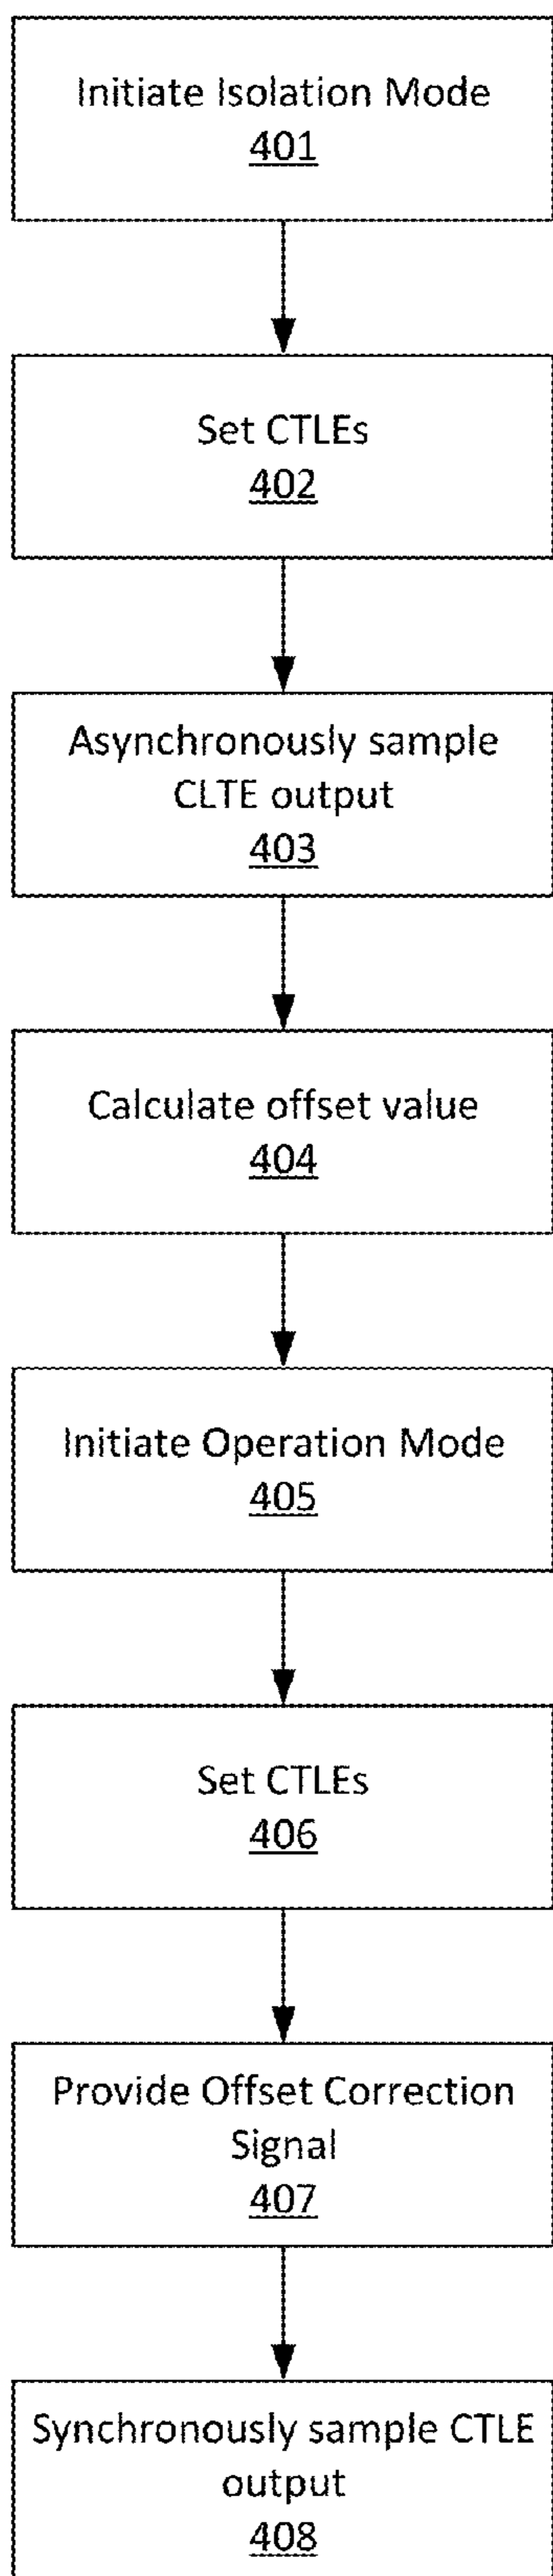 Initiate Isolation Mode
401
Set CTLEs
402
Asynchronously sample
CLTE output
403
Calculate offset value
404
Initiate Operation Mode
405
Set CTLEs
406
Provide Offset Correction
Signal
407
Synchronously sample CTLE
output
408